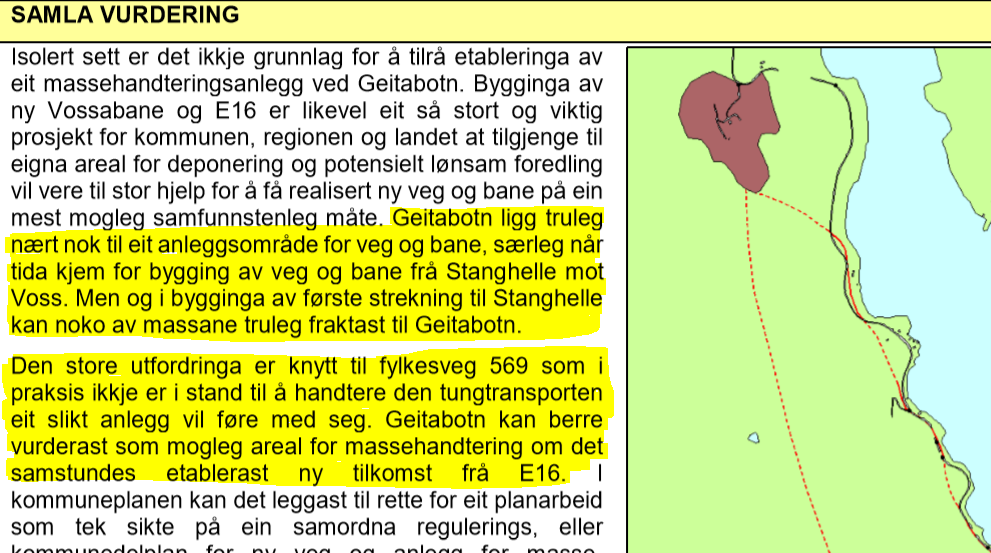 SAMLA VURDERING
Isolert sett er det ikkje grunnlag for å tilrå etableringa av
eit massehandteringsanlegg ved Geitabotn. Bygginga av
ny Vossabane og E16 er likevel eit så stort og viktig
prosjekt for kommunen, regionen og landet at tilgjenge til
eigna areal for deponering og potensielt lønsam foredling
vil vere til stor hjelp for å få realisert ny veg og bane på ein
mest mogleg samfunnstenleg måte. Geitabotn ligg truleg
nært nok til eit anleggsområde for veg og bane, særleg når
tida kjem for bygging av veg og bane frå Stanghelle mot
Voss. Men og i bygginga av første strekning til Stanghelle
kan noko av massane truleg fraktast til Geitabotn.
Den store utfordringa er knytt til fylkesveg 569 som i
praksis ikkje er i stand til å handtere den tungtransporten
eit slikt anlegg vil føre med seg. Geitabotn kan berre
vurderast som mogleg areal for massehandtering om det
samstundes etablerast ny tilkomst frå E16. I
kommuneplanen kan det leggast til rette for eit planarbeid
som tek sikte på ein samordna regulerings, eller
kommunedelplan for ny veg og anlegg for masse-